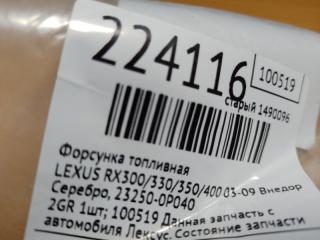 224116
100519
старый 1490096
Форсунка топливная
LEXUS RX300/330/350/400 03-09 Внедор
Серебро, 23250-0P040
2GR 1шт; 100519 Данная запчасть с
автомобиля Лексус. Состояние запчасти